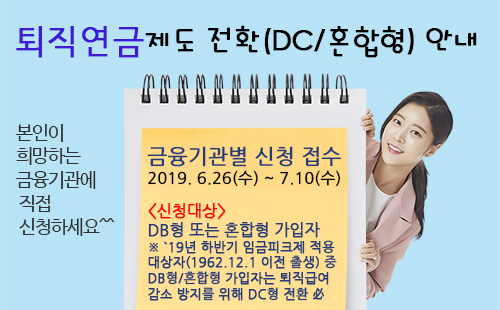 퇴직연금제도 전환(DC/혼합형) 안내
본인이
희망하는
금융기관에
직접
신청하세요^^
금융기관별 신청 접수
2019. 6.26(수) ~ 7.10(수)
<신청대상>
DB형 또는 혼합형 가입자
※ `19년 하반기 임금피크제 적용
대상자(1962.12.1 이전 출생) 중
DB형/혼합형 가입자는 퇴직급여
감소 방지를 위해 DC형 전환 必